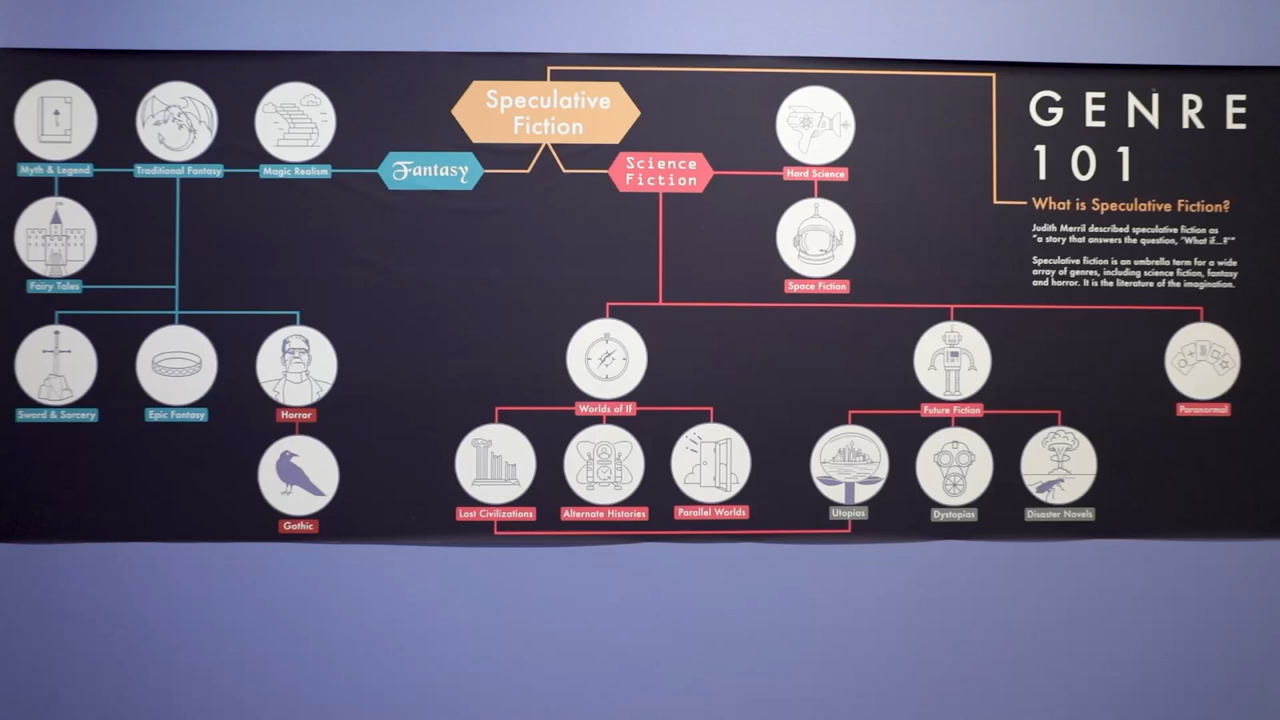 Speculative
Fiction
Fantasy
Science
Fiction
Myth & Legend
Traditional Fantasy
Magic Realism
Hard Science
Fairy Tales
Space Fiction
Sword & Sorcery
Epic Fantasy
Horror
Worlds of If
Future Fiction
Paranormal
Gothic
Lost Civilizations
Alternate Histories
Parallel Worlds
Utopias
Dystopias
Disaster Novels
GENRE
101
What is Speculative Fiction?
Judith Merril described speculative fiction as
"a story that answers the question, "What if...?""
Speculative fiction is an umbrella term for a wide
array of genres, including science fiction, fantasy
and horror. It is the literature of the imagination.